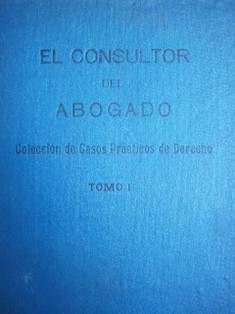 EL CONSULTOR
DEL
ABOGADO
Colección de Casos Prácticos de Derecho
TOMO I